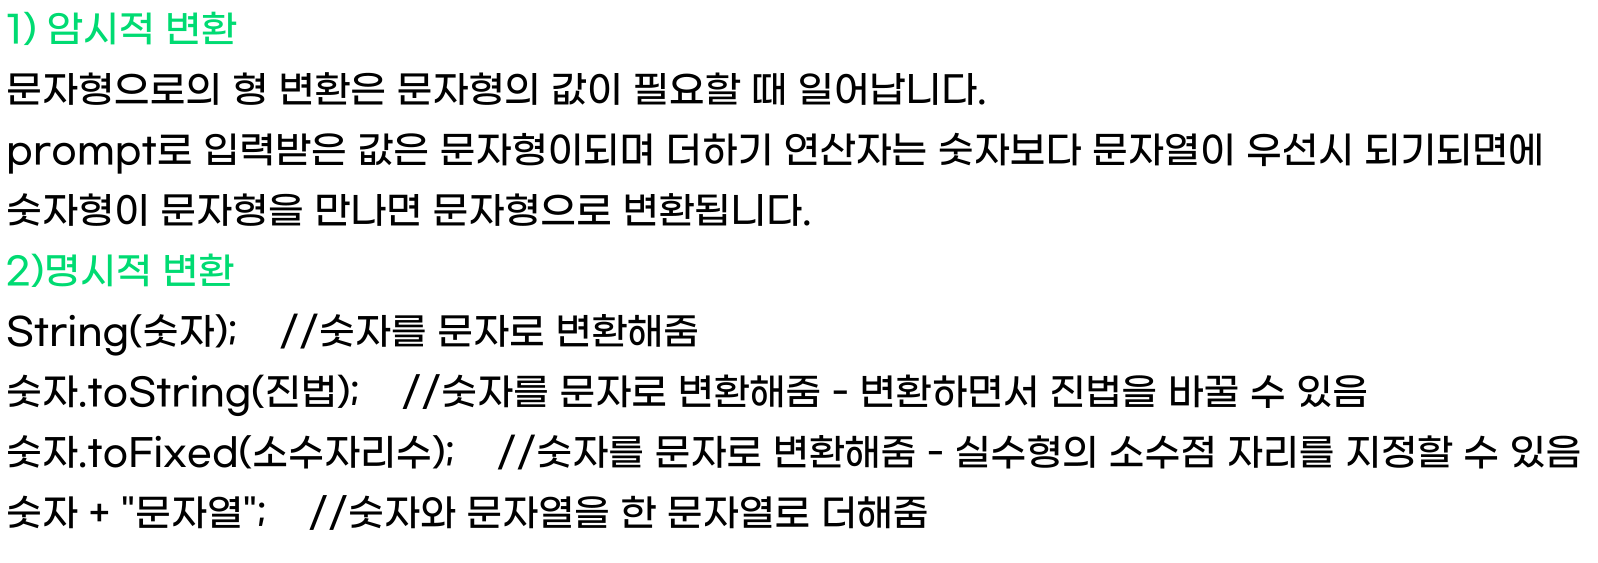 1) 암시적 변환
문자형으로의 형 변환은 문자형의 값이 필요할 때 일어납니다.
prompt로 입력받은 값은 문자형이되며 더하기 연산자는 숫자보다 문자열이 우선시 되기되면에
숫자형이 문자형을 만나면 문자형으로 변환됩니다.
2)명시적 변환
String(숫자);    //숫자를 문자로 변환해줌
숫자.toString(진법);    //숫자를 문자로 변환해줌 - 변환하면서 진법을 바꿀 수 있음
숫자.toFixed(소수자리수);    //숫자를 문자로 변환해줌 - 실수형의 소수점 자리를 지정할 수 있음
숫자 + "문자열";    //숫자와 문자열을 한 문자열로 더해줌